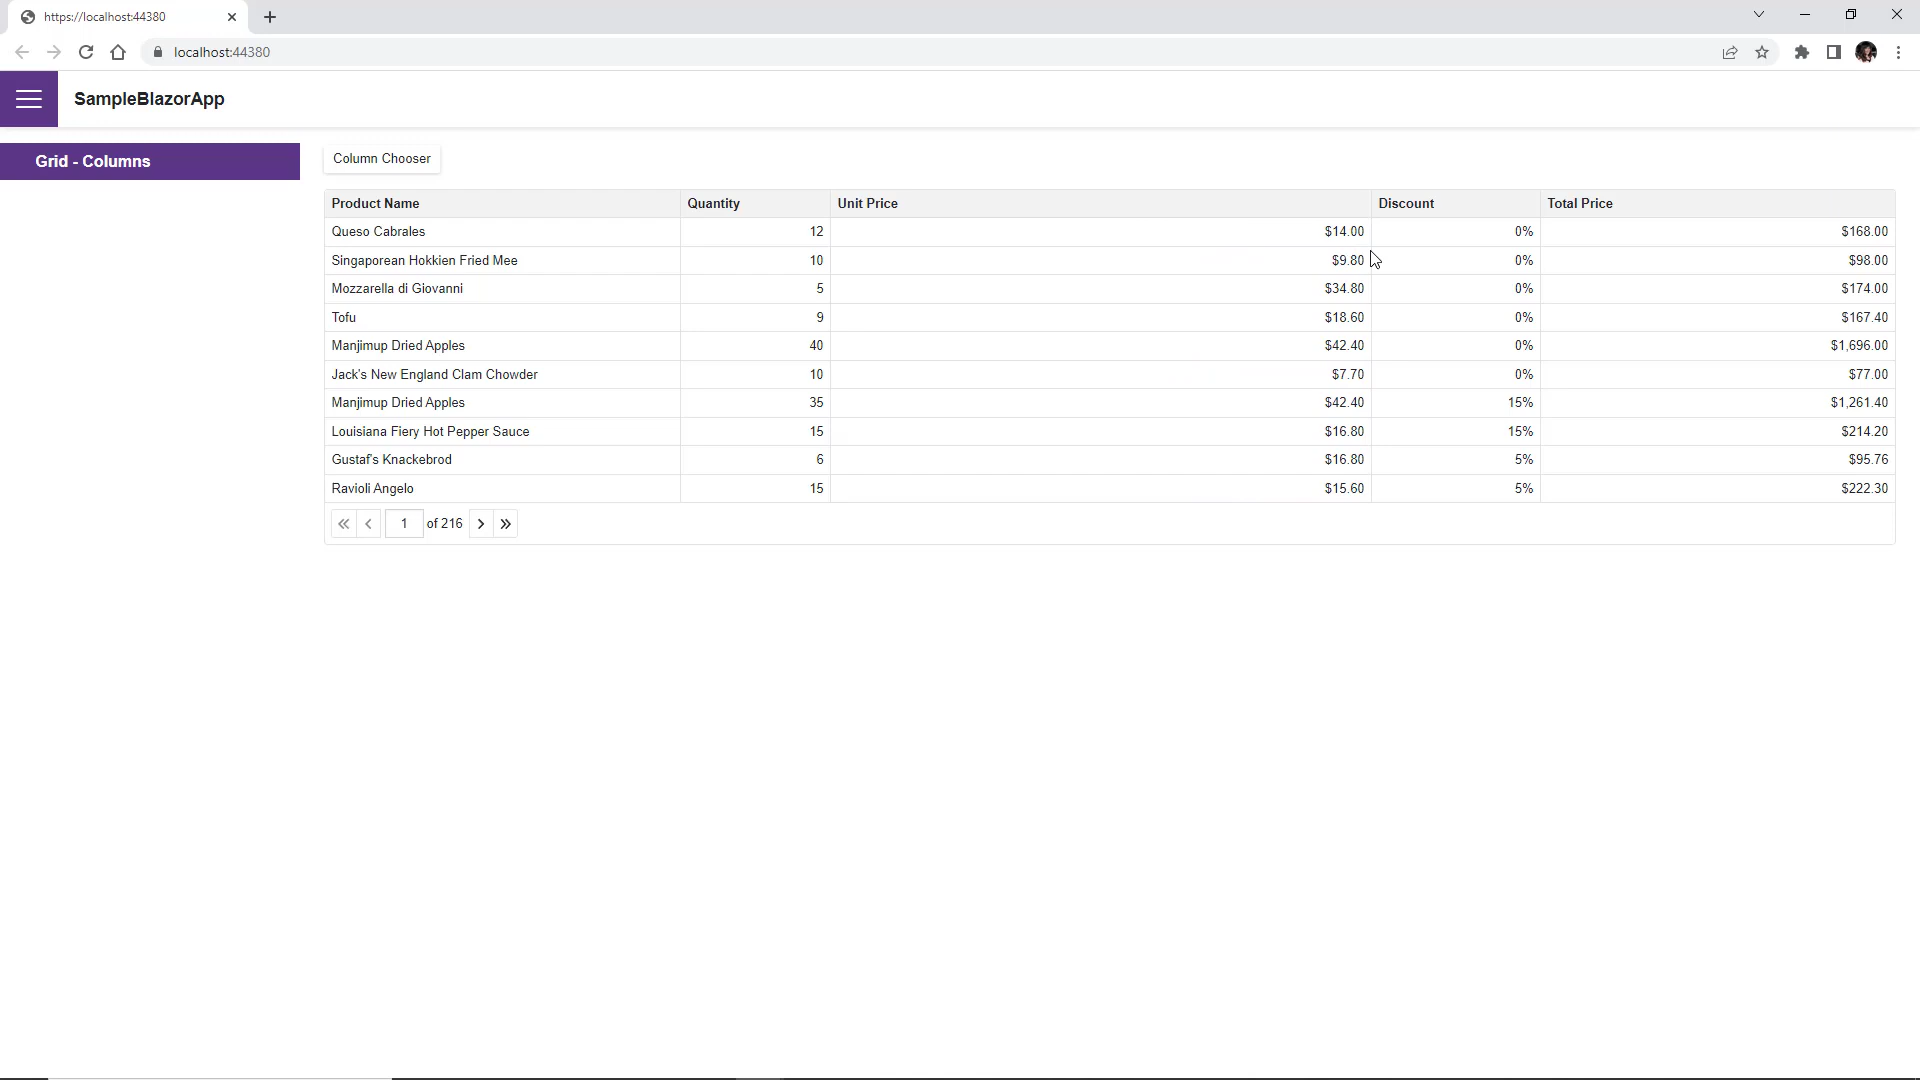 https://localhost:44380
localhost:44380
SampleBlazorApp
Grid - Columns
Column Chooser
Product Name Quantity Unit Price Discount Total Price
Queso Cabrales 12 $14.00 0% $168.00
Singaporean Hokkien Fried Mee 10 $9.80 0% $98.00
Mozzarella di Giovanni 5 $34.80 0% $174.00
Tofu 9 $18.60 0% $167.40
Manjimup Dried Apples 40 $42.40 0% $1,696.00
Jack's New England Clam Chowder 10 $7.70 0% $77.00
Manjimup Dried Apples 35 $42.40 15% $1,261.40
Louisiana Fiery Hot Pepper Sauce 15 $16.80 15% $214.20
Gustaf's Knackebrod 6 $16.80 5% $95.76
Ravioli Angelo 15 $15.60 5% $222.30
1 of 216